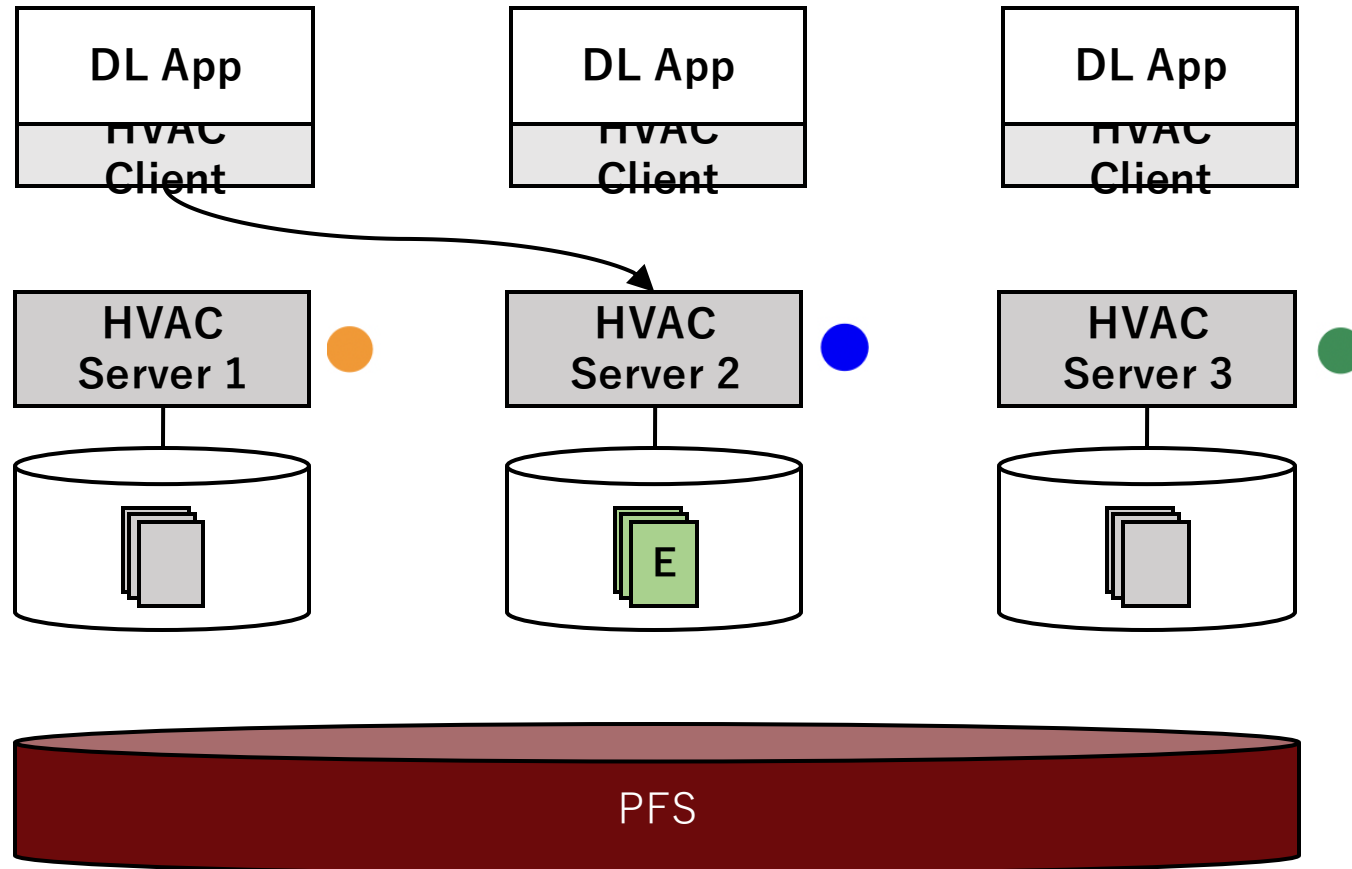 DL App
HVAC
Client
DL App
HVAC
Client
DL App
HVAC
Client
HVAC
Server 1
HVAC
Server 2
HVAC
Server 3
E
PFS